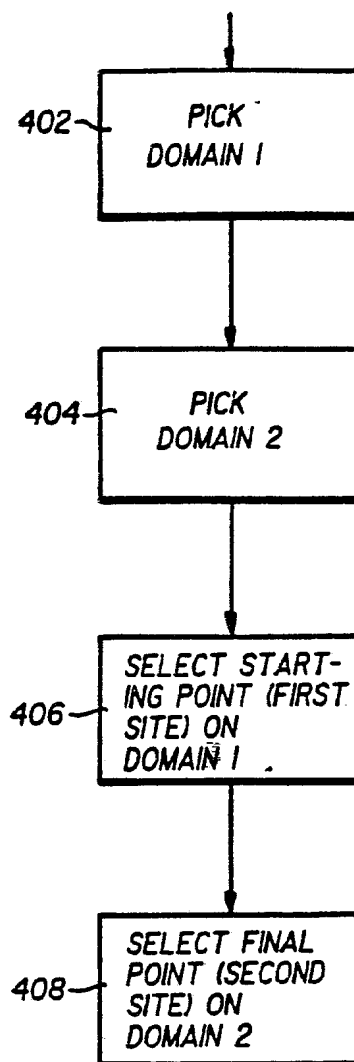 402
PICK
DOMAIN 1
404
PICK
DOMAIN 2
406
SELECT START-
ING POINT (FIRST
SITE) ON
DOMAIN 1
408
SELECT FINAL
POINT (SECOND
SITE) ON
DOMAIN 2